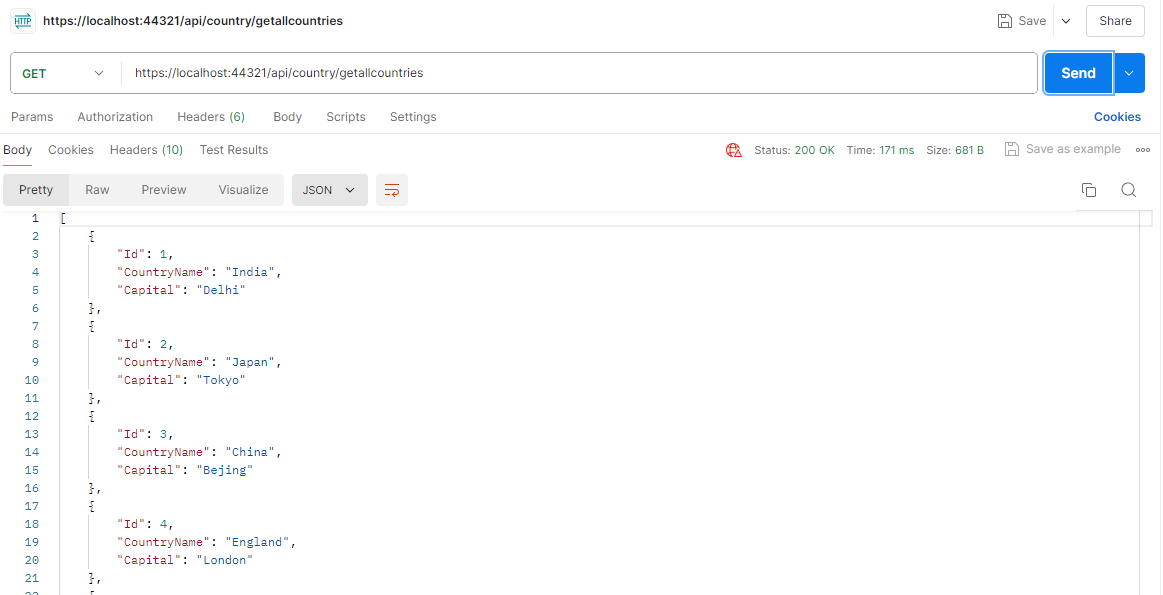 HTTP https://localhost:44321/api/country/getallcountries Save Share
GET https://localhost:44321/api/country/getallcountries Send
Params Authorization Headers (6) Body Scripts Settings Cookies
Body Cookies Headers (10) Test Results Status: 200 OK Time: 171 ms Size: 681 B Save as example
Pretty Raw Preview Visualize JSON
1 [
2 {
3 "Id": 1,
4 "CountryName": "India",
5 "Capital": "Delhi"
6 },
7 {
8 "Id": 2,
9 "CountryName": "Japan",
10 "Capital": "Tokyo"
11 },
12 {
13 "Id": 3,
14 "CountryName": "China",
15 "Capital": "Bejing"
16 },
17 {
18 "Id": 4,
19 "CountryName": "England",
20 "Capital": "London"
21 },
22 {